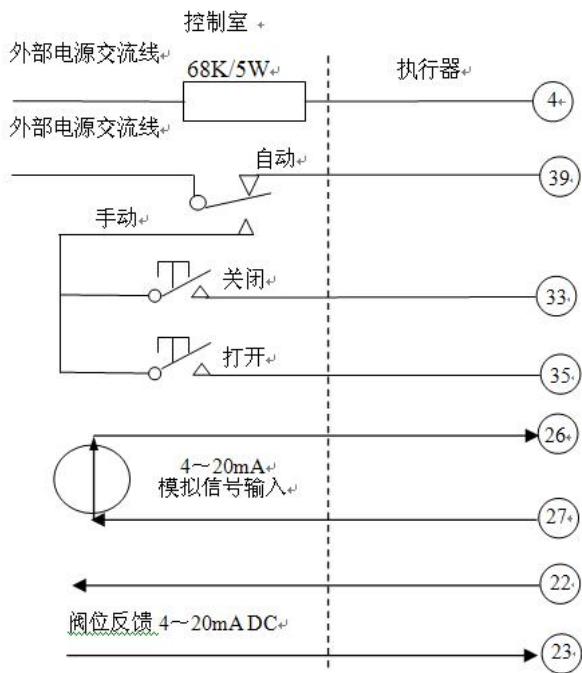 控制室
外部电源交流线
68K/5W
执行器
4
外部电源交流线
自动
39
手动
关闭
33
打开
35
26
4~20mA
模拟信号输入
27
22
阀位反馈 4~20mA DC
23